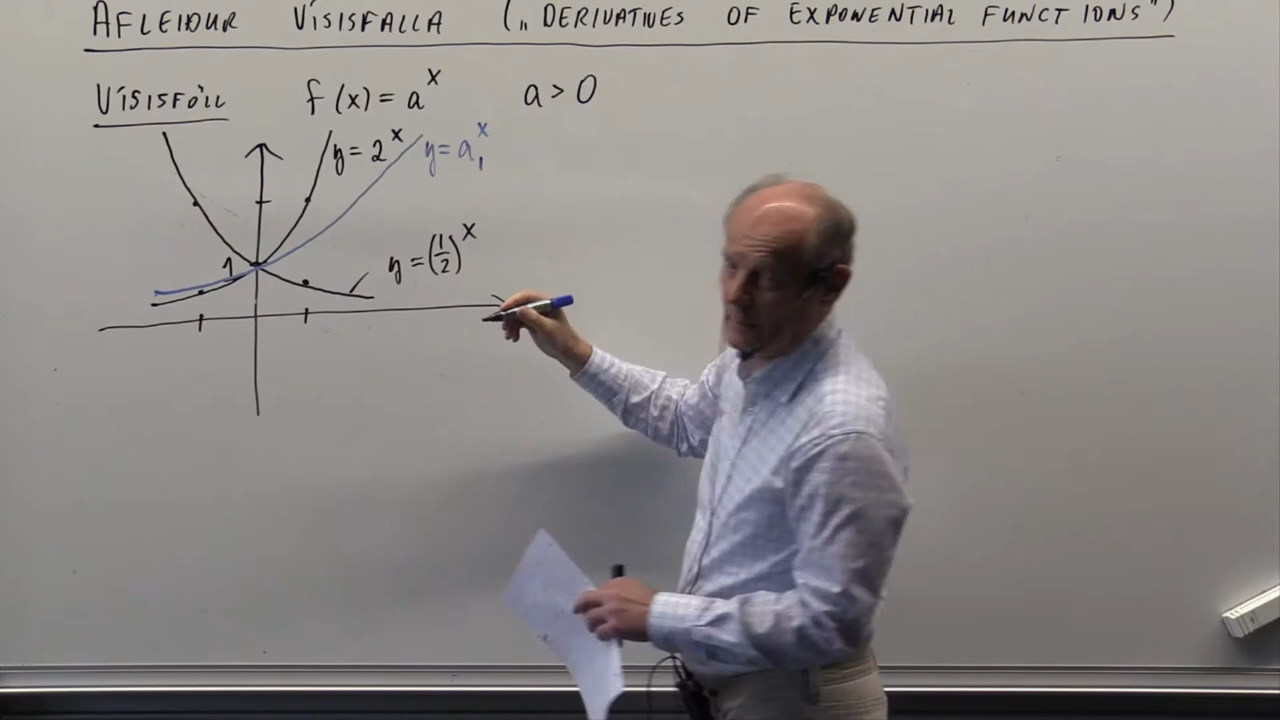 AFLEIÐUR VÍSISFALLA („DERIVATIVES OF EXPONENTIAL FUNCTIONS")
VÍSISFÖLL f(x) = a^x a > 0
y = 2^x y = a₁^x
y = (1/2)^x
1